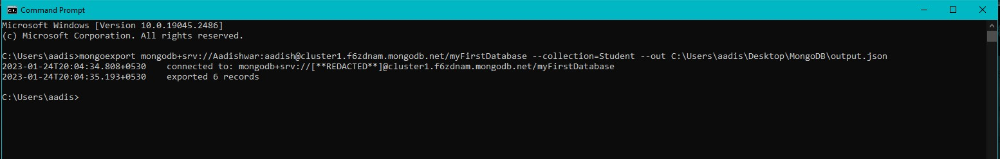 Command Prompt
Microsoft Windows [Version 10.0.19045.2486]
(c) Microsoft Corporation. All rights reserved.
C:\Users\aadis>mongoexport mongodb+srv://Aadishwar:aadish@cluster1.f6zdnam.mongodb.net/myFirstDatabase --collection=Student --out C:\Users\aadis\Desktop\MongoDB\output.json
2023-01-24T20:04:34.808+0530    connected to: mongodb+srv://[**REDACTED**]@cluster1.f6zdnam.mongodb.net/myFirstDatabase
2023-01-24T20:04:35.193+0530    exported 6 records
C:\Users\aadis>